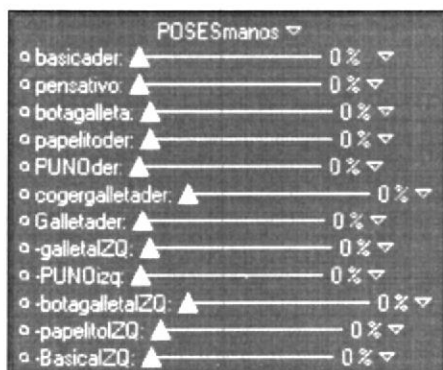 POSESmanos
basicader: 0 %
pensativo: 0 %
botagalleta: 0 %
papelitoder: 0 %
PUNOder: 0 %
cogergalletader: 0 %
Galletader: 0 %
-galletaIZQ: 0 %
-PUNOizq: 0 %
-botagalletaIZQ: 0 %
-papelitoIZQ: 0 %
-BasicaIZQ: 0 %